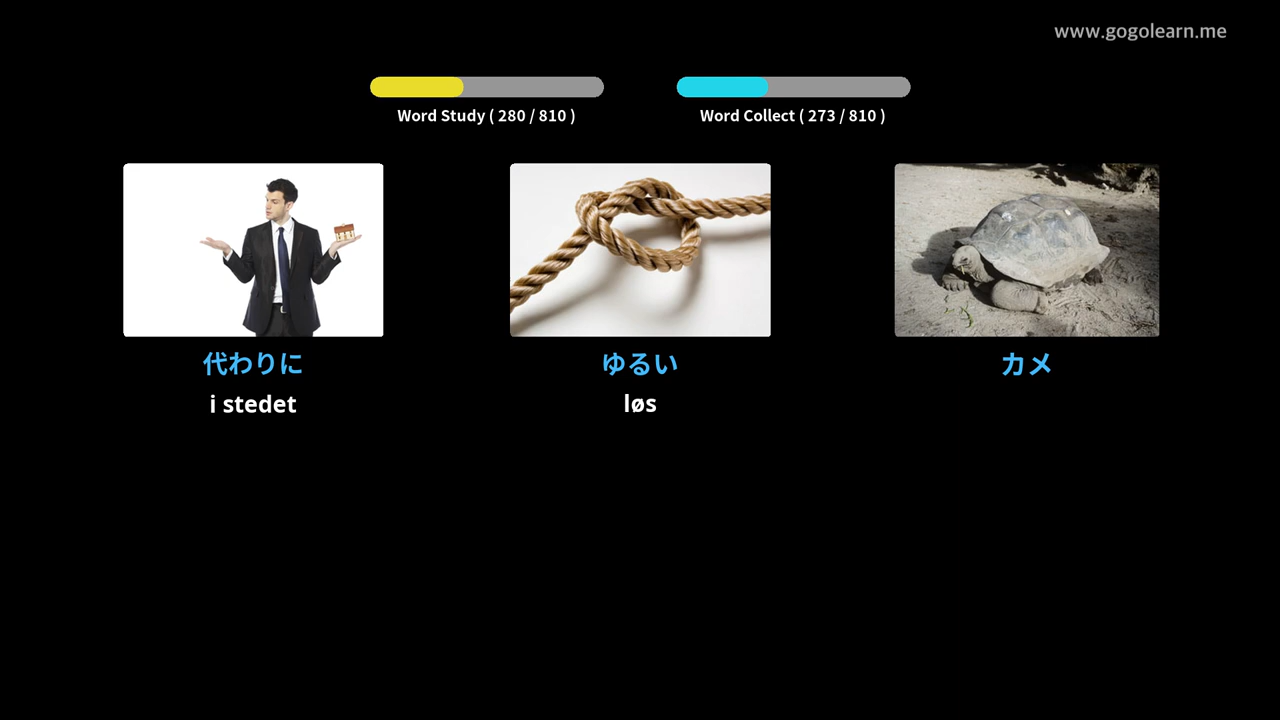 www.gogolearn.me
Word Study ( 280 / 810 )
Word Collect ( 273 / 810 )
代わりに
ゆるい
カメ
i stedet
løs